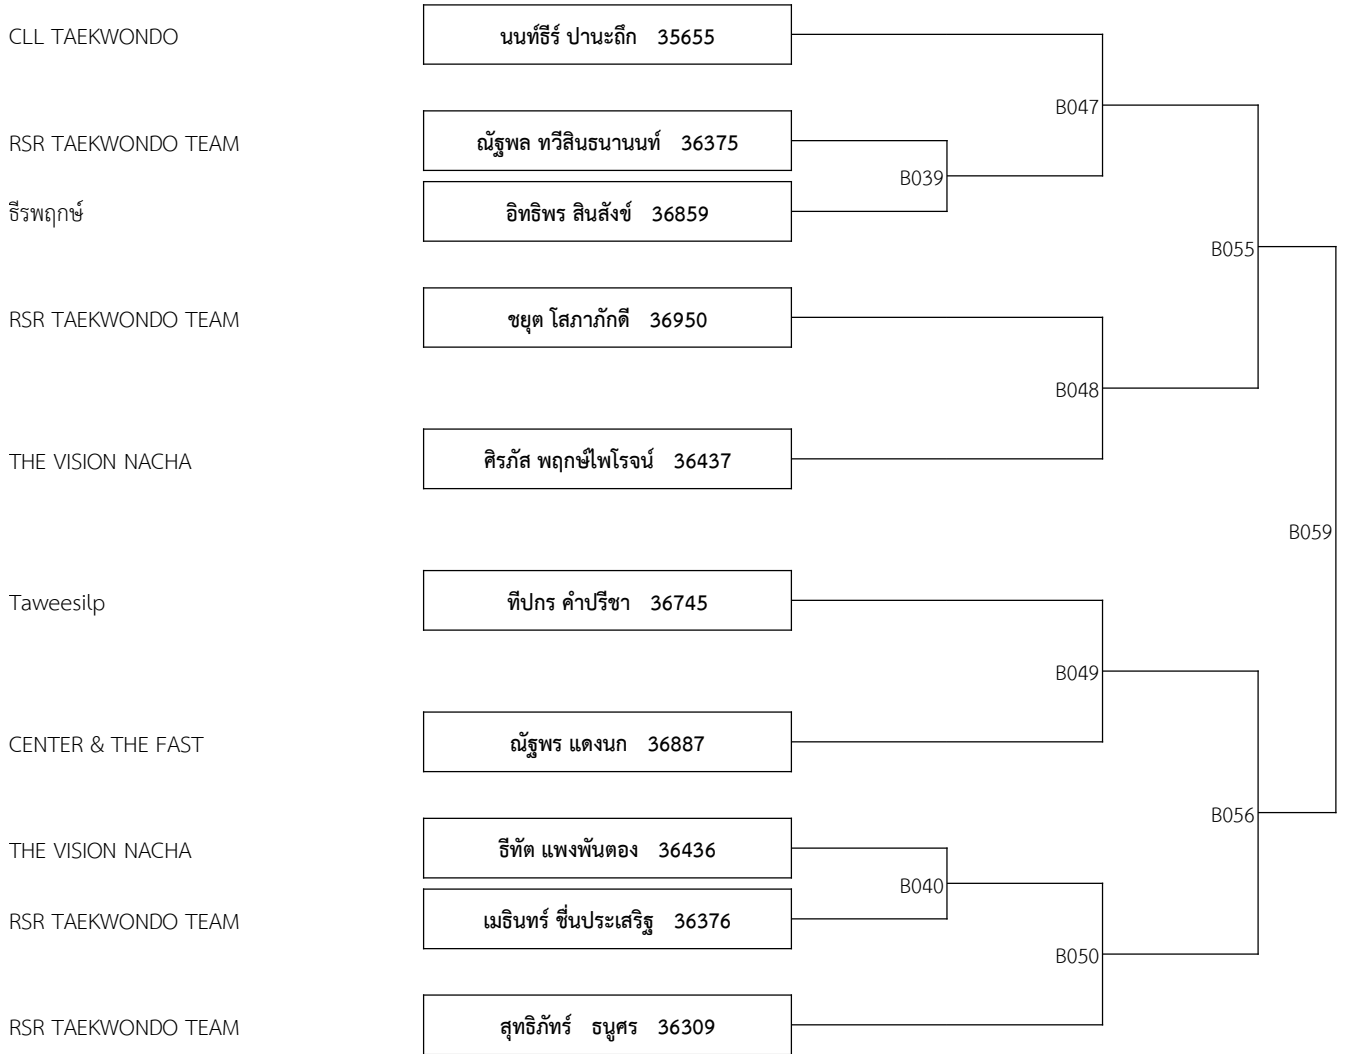 CLL TAEKWONDO นนท์ธีร์ ปานะถึก 35655
B047
RSR TAEKWONDO TEAM ณัฐพล ทวีสินธนานนท์ 36375
B039
ธีรพฤกษ์ อิทธิพร สินสังข์ 36859
B055
RSR TAEKWONDO TEAM ชยุต โสภาภักดี 36950
B048
THE VISION NACHA ศิรภัส พฤกษ์ไพโรจน์ 36437
B059
Taweesilp ทีปกร คำปรีชา 36745
B049
CENTER & THE FAST ณัฐพร แดงนก 36887
B056
THE VISION NACHA ธีทัต แพงพันตอง 36436
B040
RSR TAEKWONDO TEAM เมธินทร์ ชื่นประเสริฐ 36376
B050
RSR TAEKWONDO TEAM สุทธิภัทร์ ธนูศร 36309